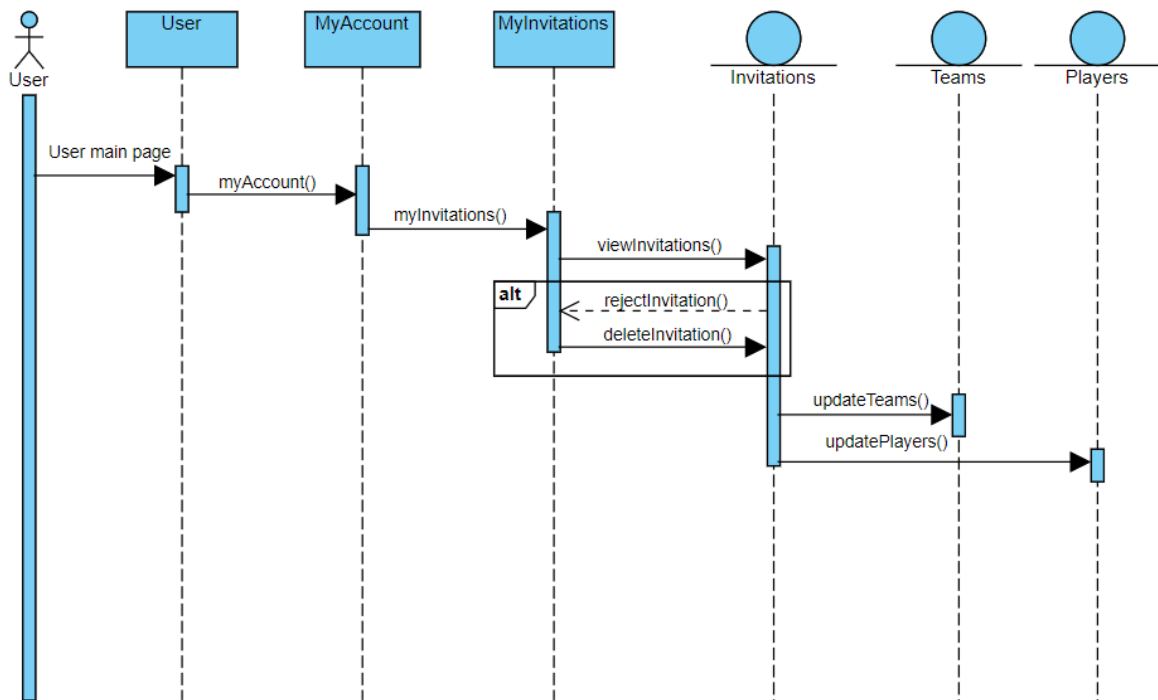 User
MyAccount
MyInvitations
User
Invitations
Teams
Players
User main page
myAccount()
myInvitations()
viewInvitations()
alt
rejectInvitation()
deleteInvitation()
updateTeams()
updatePlayers()